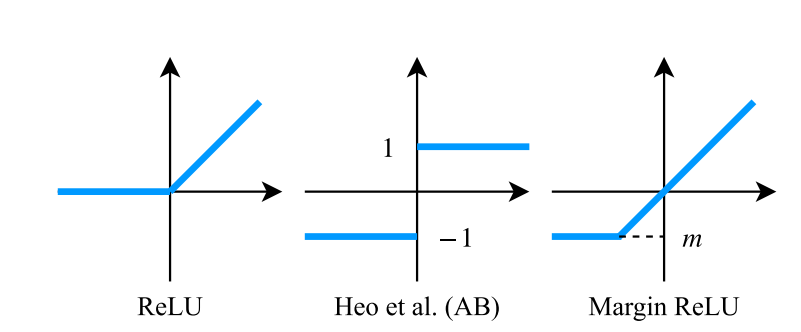 1
−1
m
ReLU
Heo et al. (AB)
Margin ReLU